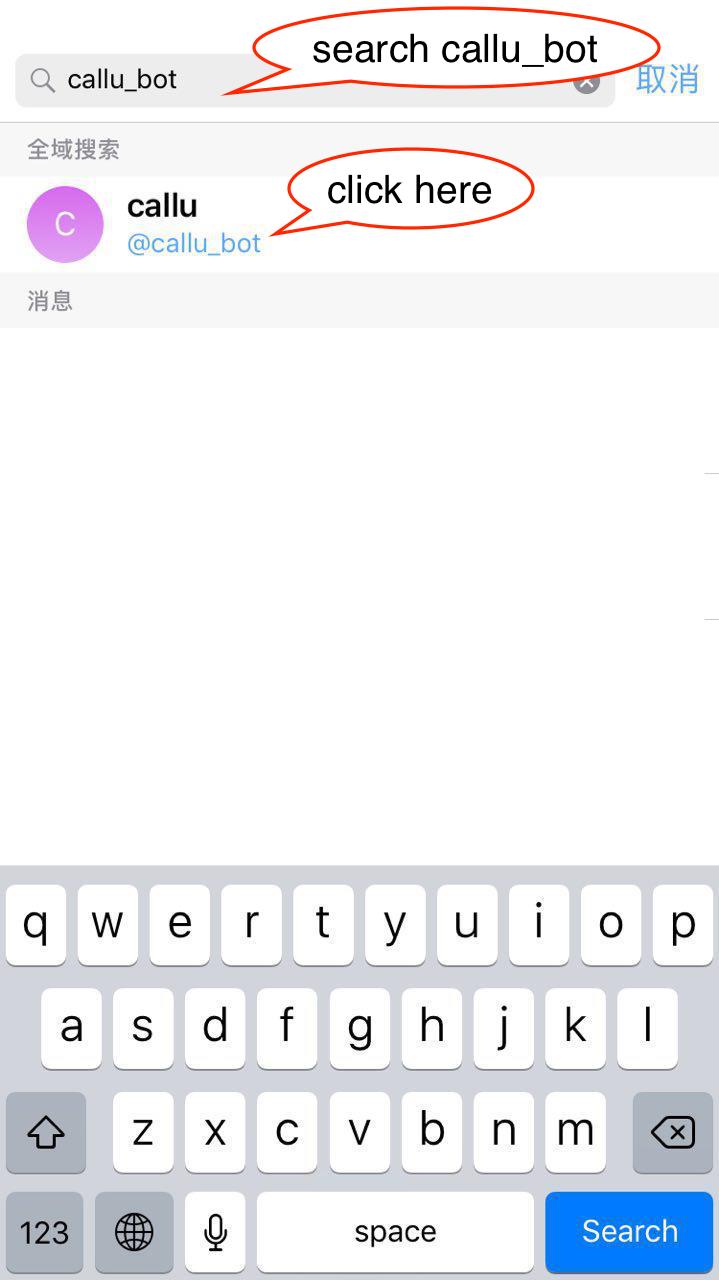 search callu_bot
callu_bot
取消
全域搜索
click here
C
callu
@callu_bot
消息
q w e r t y u i o p
a s d f g h j k l
z x c v b n m
123 space Search